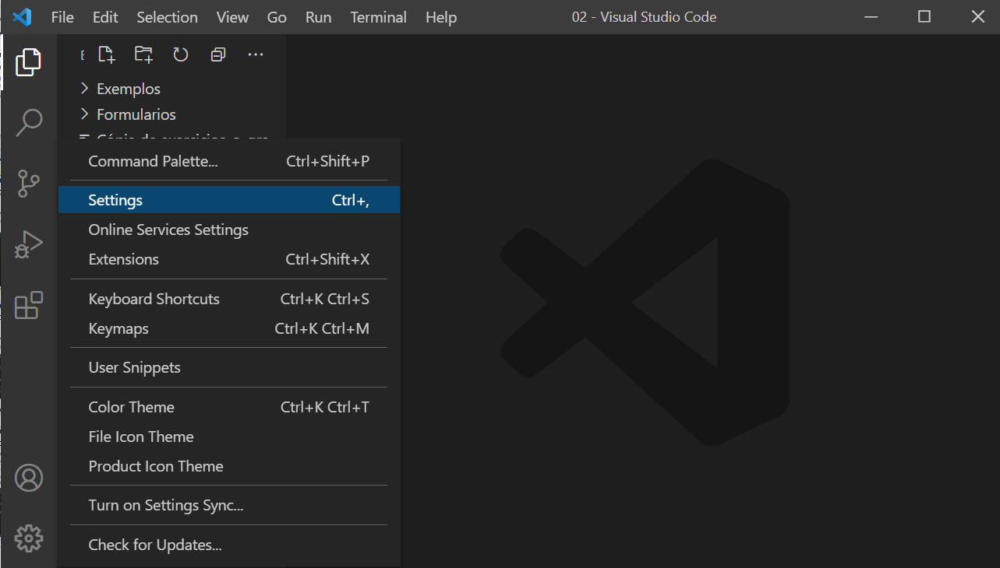 File Edit Selection View Go Run Terminal Help 02 - Visual Studio Code
Exemplos
Formularios
Command Palette... Ctrl+Shift+P
Settings Ctrl+,
Online Services Settings
Extensions Ctrl+Shift+X
Keyboard Shortcuts Ctrl+K Ctrl+S
Keymaps Ctrl+K Ctrl+M
User Snippets
Color Theme Ctrl+K Ctrl+T
File Icon Theme
Product Icon Theme
Turn on Settings Sync...
Check for Updates...